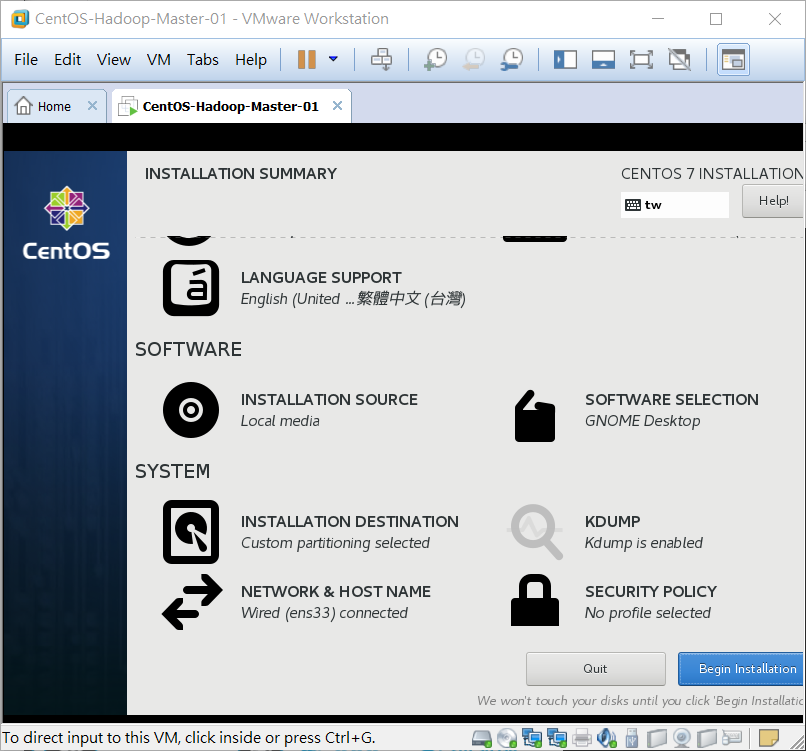 CentOS-Hadoop-Master-01 - VMware Workstation
File Edit View VM Tabs Help
Home CentOS-Hadoop-Master-01
INSTALLATION SUMMARY
CENTOS 7 INSTALLATION
tw
Help!
CentOS
LANGUAGE SUPPORT
English (United ...繁體中文 (台灣)
SOFTWARE
INSTALLATION SOURCE
Local media
SOFTWARE SELECTION
GNOME Desktop
SYSTEM
INSTALLATION DESTINATION
Custom partitioning selected
KDUMP
Kdump is enabled
NETWORK & HOST NAME
Wired (ens33) connected
SECURITY POLICY
No profile selected
Quit
Begin Installation
We won't touch your disks until you click 'Begin Installatic
To direct input to this VM, click inside or press Ctrl+G.